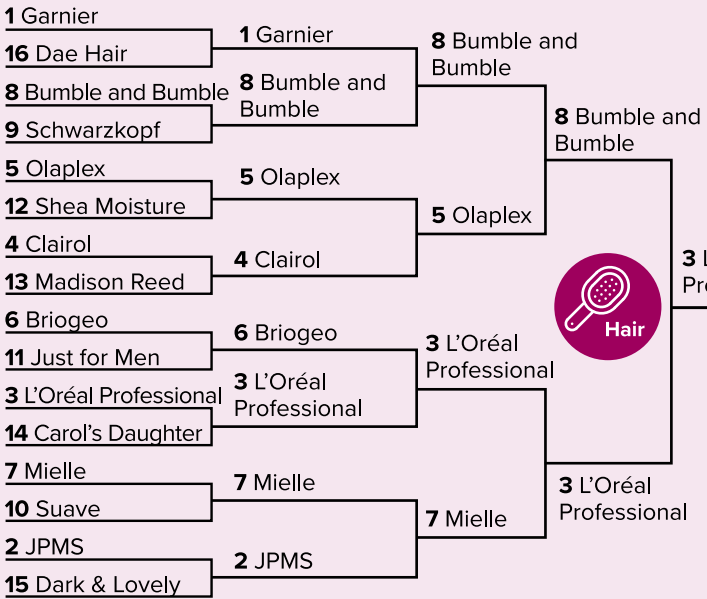 1 Garnier
16 Dae Hair
8 Bumble and Bumble
9 Schwarzkopf
5 Olaplex
12 Shea Moisture
4 Clairol
13 Madison Reed
6 Briogeo
11 Just for Men
3 L’Oréal Professional
14 Carol’s Daughter
7 Mielle
10 Suave
2 JPMS
15 Dark & Lovely
1 Garnier
8 Bumble and
Bumble
5 Olaplex
4 Clairol
6 Briogeo
3 L’Oréal
Professional
7 Mielle
2 JPMS
8 Bumble and
Bumble
5 Olaplex
3 L’Oréal
Professional
7 Mielle
8 Bumble and
Bumble
3 L’Oréal
Professional
Hair
3